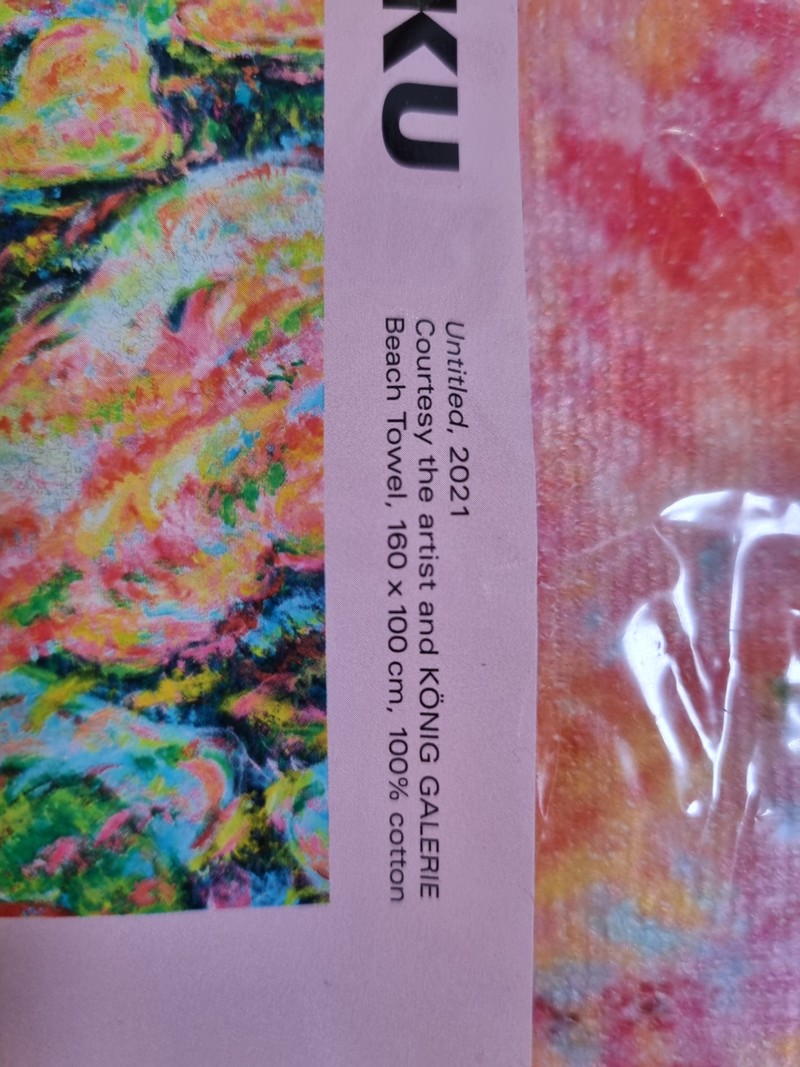 KU
Untitled, 2021
Courtesy the artist and KÖNIG GALERIE
Beach Towel, 160 x 100 cm, 100% cotton